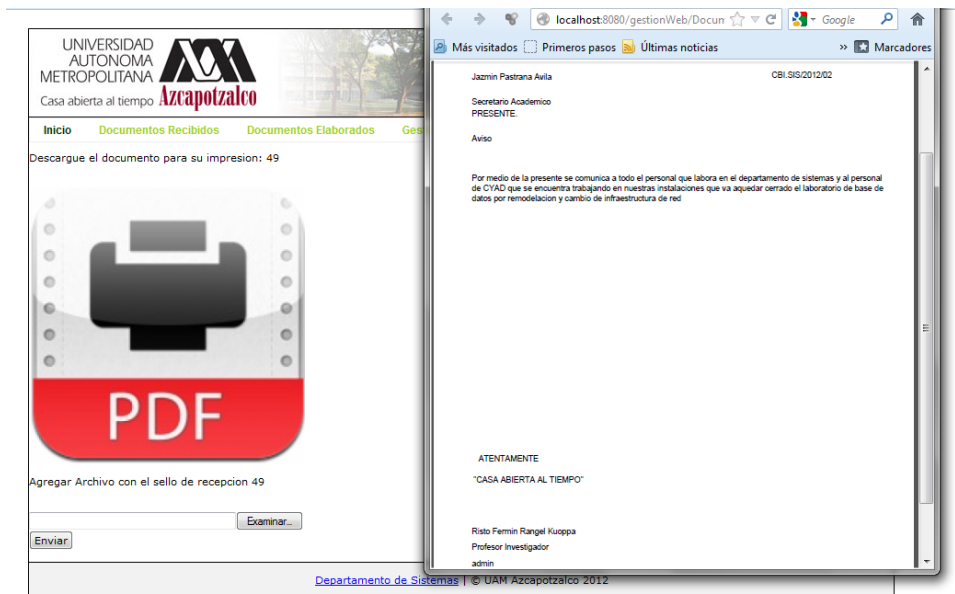 UNIVERSIDAD
AUTONOMA
METROPOLITANA
Casa abierta al tiempo Azcapotzalco
Inicio Documentos Recibidos Documentos Elaborados Ges
Descargue el documento para su impresion: 49
PDF
Agregar Archivo con el sello de recepcion 49
Examinar...
Enviar
Departamento de Sistemas | © UAM Azcapotzalco 2012
localhost:8080/gestionWeb/Docun
Google
Más visitados Primeros pasos Últimas noticias » Marcadores
Jazmin Pastrana Avila CBI.SIS/2012/02
Secretario Academico
PRESENTE.
Aviso
Por medio de la presente se comunica a todo el personal que labora en el departamento de sistemas y al personal
de CYAD que se encuentra trabajando en nuestras instalaciones que va aquedar cerrado el laboratorio de base de
datos por remodelacion y cambio de infraestructura de red
ATENTAMENTE
"CASA ABIERTA AL TIEMPO"
Risto Fermin Rangel Kuoppa
Profesor Investigador
admin